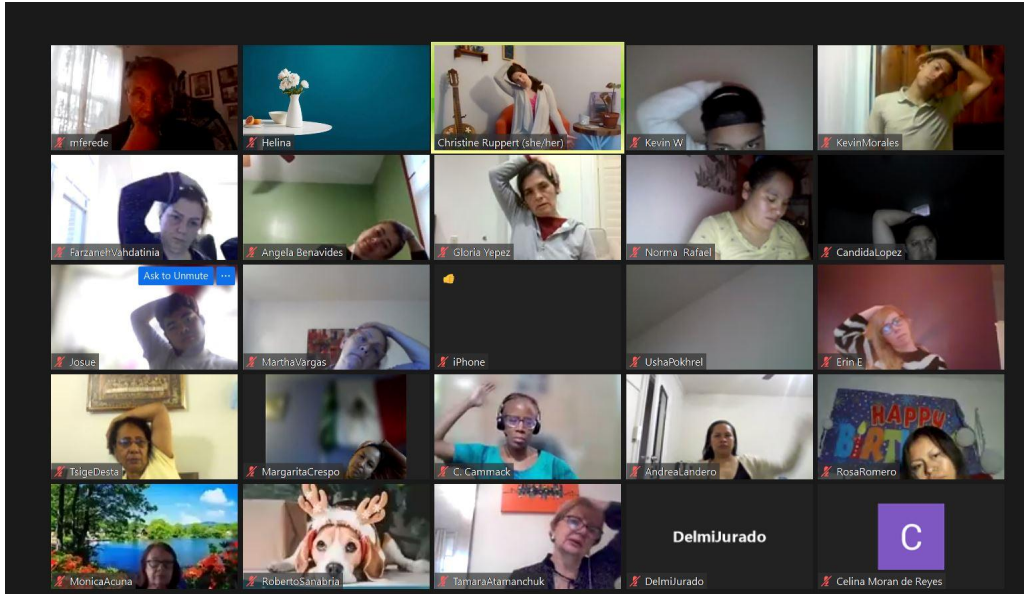 mferede
Helina
Christine Ruppert (she/her)
Kevin W
KevinMorales
FarzanehVahdatinia
Angela Benavides
Gloria Yepez
Norma Rafael
CandidaLopez
Ask to Unmute ...
Josue
MarthaVargas
iPhone
UshaPokhrel
Erin E
TsigeDesta
MargaritaCrespo
C. Cammack
AndreaLandero
HAPPY
BIRT
RosaRomero
MonicaAcuna
RobertoSanabria
TamaraAtamanchuk
DelmiJurado
DelmiJurado
C
Celina Moran de Reyes